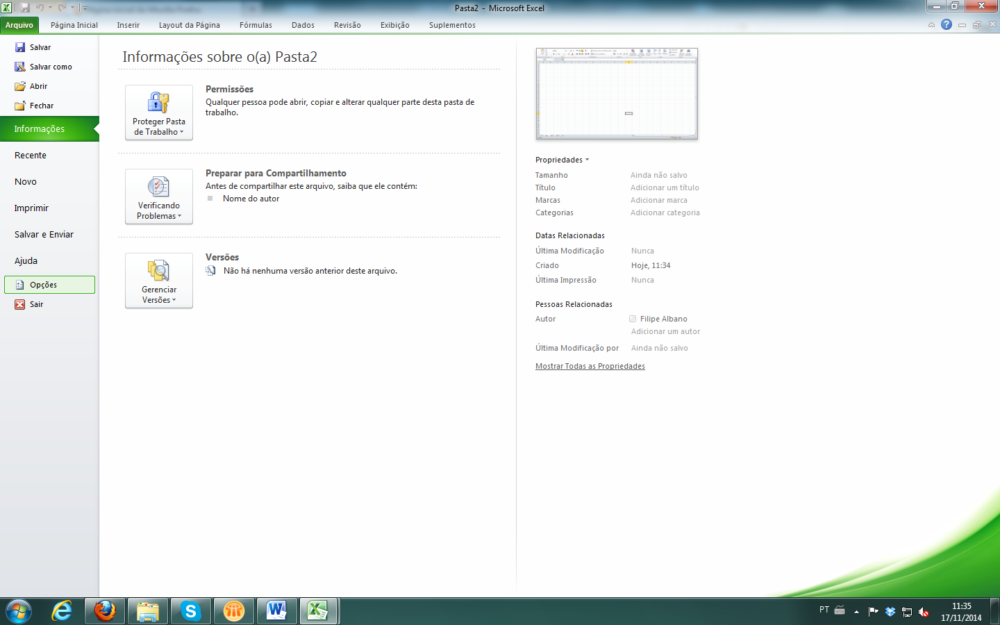 Pasta2 - Microsoft Excel
Arquivo Página Inicial Inserir Layout da Página Fórmulas Dados Revisão Exibição Suplementos
Salvar
Salvar como
Abrir
Fechar
Informações
Recente
Novo
Imprimir
Salvar e Enviar
Ajuda
Opções
Sair
Informações sobre o(a) Pasta2
Proteger Pasta
de Trabalho
Permissões
Qualquer pessoa pode abrir, copiar e alterar qualquer parte desta pasta de
trabalho.
Verificando
Problemas
Preparar para Compartilhamento
Antes de compartilhar este arquivo, saiba que ele contém:
Nome do autor
Gerenciar
Versões
Versões
Não há nenhuma versão anterior deste arquivo.
Propriedades
Tamanho Ainda não salvo
Título Adicionar um título
Marcas Adicionar marca
Categorias Adicionar categoria
Datas Relacionadas
Última Modificação Nunca
Criado Hoje, 11:34
Última Impressão Nunca
Pessoas Relacionadas
Autor Filipe Albano
Adicionar um autor
Última Modificação por Ainda não salvo
Mostrar Todas as Propriedades
PT
11:35
17/11/2014